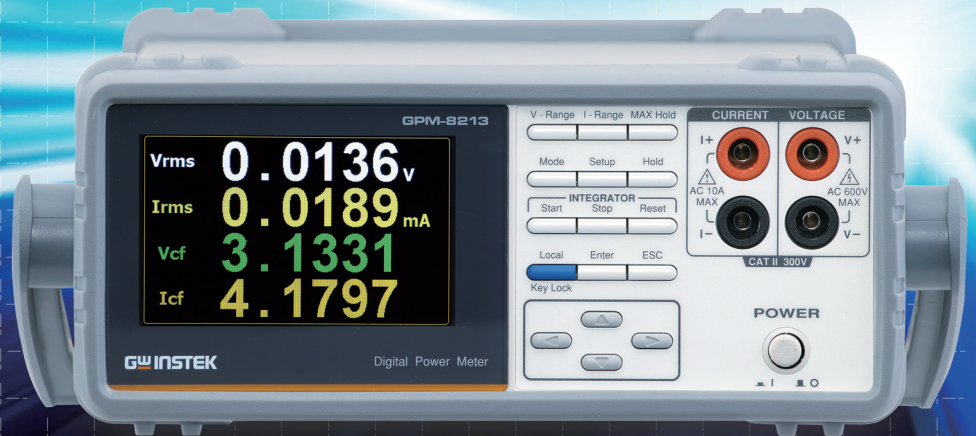 GPM-8213
Vrms 0.0136 V
Irms 0.0189 mA
Vcf 3.1331
Icf 4.1797
GW INSTEK
Digital Power Meter
V - Range I - Range MAX Hold
Mode Setup Hold
INTEGRATOR
Start Stop Reset
Local Enter ESC
Key Lock
CURRENT VOLTAGE
I+ V+
AC 10A MAX
AC 600V MAX
I− V−
CAT II 300V
POWER
I O